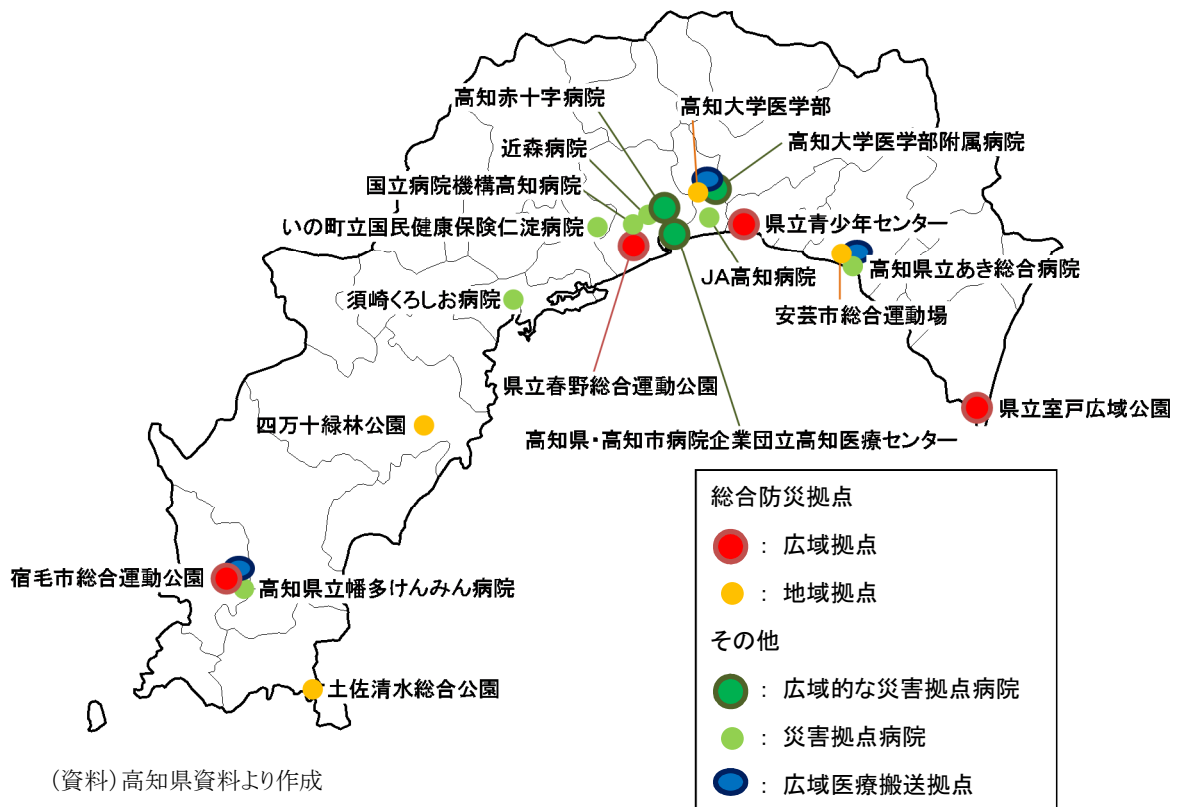 高知赤十字病院
高知大学医学部
近森病院
高知大学医学部附属病院
国立病院機構高知病院
いの町立国民健康保険仁淀病院
県立青少年センター
JA高知病院
高知県立あき総合病院
須崎くろしお病院
安芸市総合運動場
県立春野総合運動公園
県立室戸広域公園
四万十緑林公園
高知県・高知市病院企業団立高知医療センター
宿毛市総合運動公園
高知県立幡多けんみん病院
土佐清水総合公園
総合防災拠点
： 広域拠点
： 地域拠点
その他
： 広域的な災害拠点病院
： 災害拠点病院
： 広域医療搬送拠点
（資料）高知県資料より作成